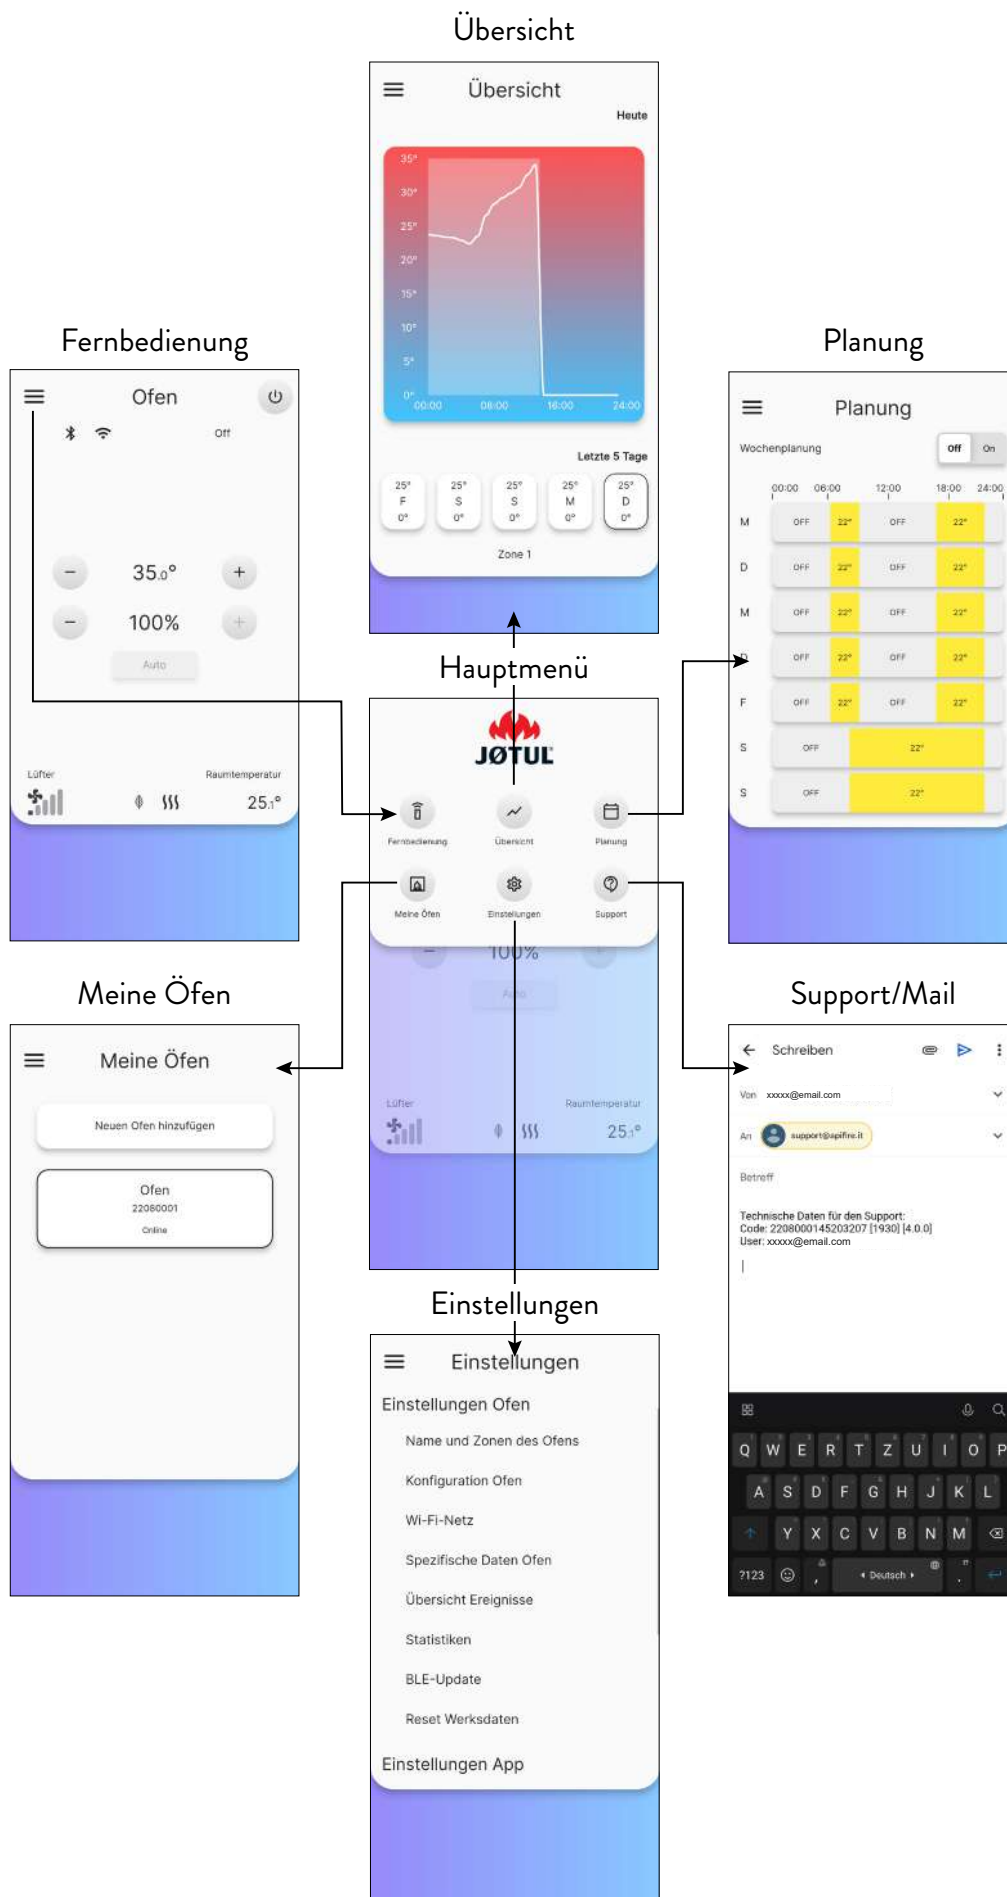 Übersicht
Übersicht
Heute
35°
30°
25°
20°
15°
10°
5°
0°
00:00 08:00 16:00 24:00
Letzte 5 Tage
25° 25° 25° 25° 25°
F S S M D
0° 0° 0° 0° 0°
Zone 1
Fernbedienung
Ofen
Off
− 35.0° +
− 100% +
Auto
Lüfter Raumtemperatur
25.1°
Planung
Planung
Wochenplanung Off On
00:00 06:00 12:00 18:00 24:00
M OFF 22° OFF 22°
D OFF 22° OFF 22°
M OFF 22° OFF 22°
D OFF 22° OFF 22°
F OFF 22° OFF 22°
S OFF 22°
S OFF 22°
Hauptmenü
JØTUL
Fernbedienung Übersicht Planung
Meine Öfen Einstellungen Support
− 100% +
Auto
Lüfter Raumtemperatur
25.1°
Meine Öfen
Meine Öfen
Neuen Ofen hinzufügen
Ofen
22080001
Online
Support/Mail
Schreiben
Von xxxxx@email.com
An support@apifire.it
Betreff
Technische Daten für den Support:
Code: 2208000145203207 [1930] [4.0.0]
User: xxxxx@email.com
Q W E R T Z U I O P
A S D F G H J K L
Y X C V B N M
?123 , Deutsch .
Einstellungen
Einstellungen
Einstellungen Ofen
Name und Zonen des Ofens
Konfiguration Ofen
Wi-Fi-Netz
Spezifische Daten Ofen
Übersicht Ereignisse
Statistiken
BLE-Update
Reset Werksdaten
Einstellungen App